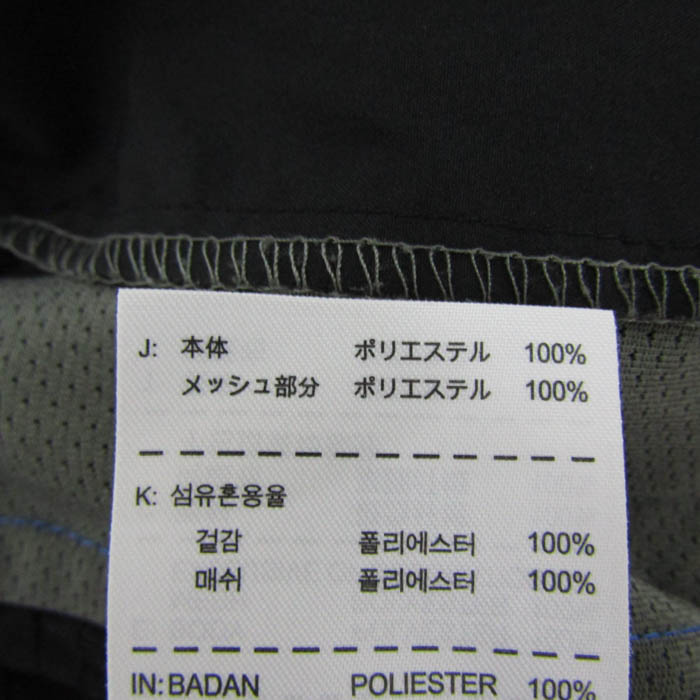 J: 本体 ポリエステル 100%
メッシュ部分 ポリエステル 100%
K: 섬유혼용율
겉감 폴리에스터 100%
매쉬 폴리에스터 100%
IN: BADAN POLIESTER 100%